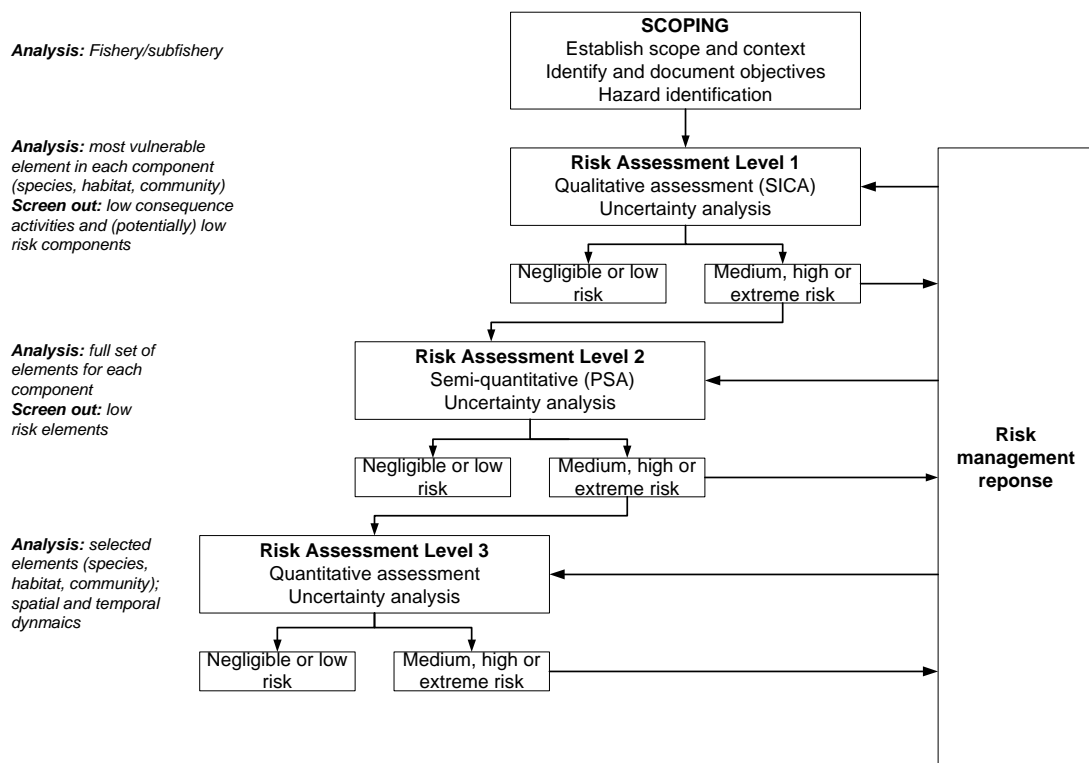 SCOPING
Establish scope and context
Identify and document objectives
Hazard identification
Analysis: Fishery/subfishery
Analysis: most vulnerable
element in each component
(species, habitat, community)
Screen out: low consequence
activities and (potentially) low
risk components
Risk Assessment Level 1
Qualitative assessment (SICA)
Uncertainty analysis
Negligible or low
risk
Medium, high or
extreme risk
Analysis: full set of
elements for each
component
Screen out: low
risk elements
Risk Assessment Level 2
Semi-quantitative (PSA)
Uncertainty analysis
Negligible or low
risk
Medium, high or
extreme risk
Risk
management
reponse
Analysis: selected
elements (species,
habitat, community);
spatial and temporal
dynmaics
Risk Assessment Level 3
Quantitative assessment
Uncertainty analysis
Negligible or low
risk
Medium, high or
extreme risk